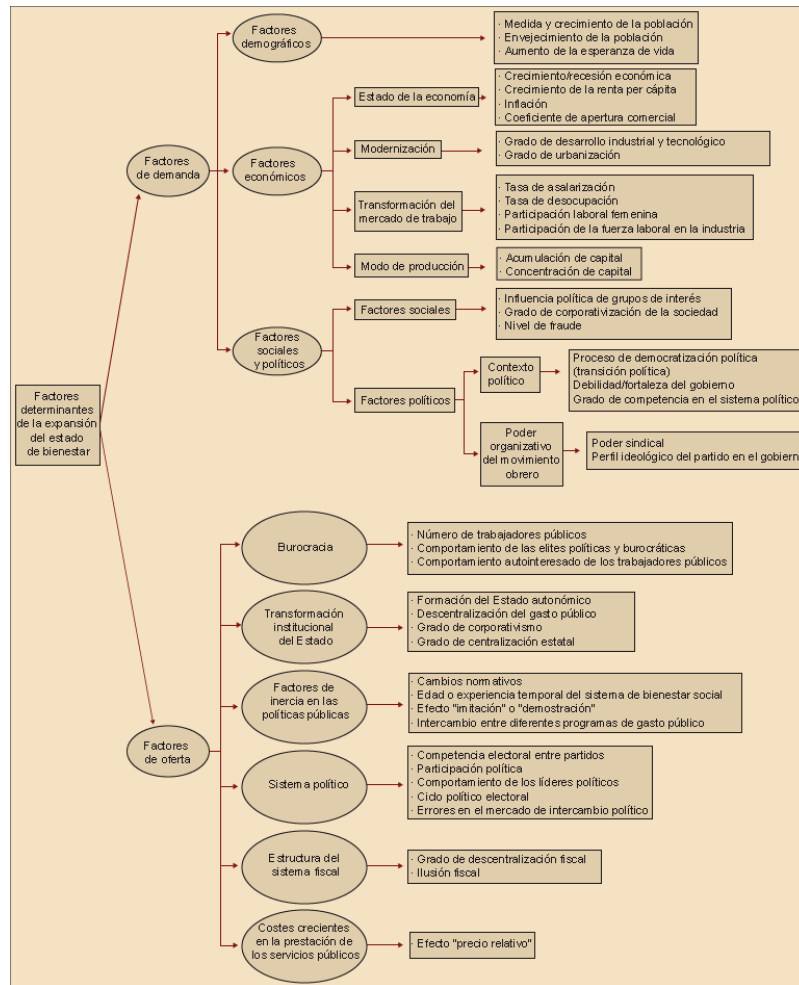 Factores
determinantes
de la expansión
del estado
de bienestar
Factores
de demanda
Factores
demográficos
· Medida y crecimiento de la población
· Envejecimiento de la población
· Aumento de la esperanza de vida
Factores
económicos
Estado de la economía
· Crecimiento/recesión económica
· Crecimiento de la renta per cápita
· Inflación
· Coeficiente de apertura comercial
Modernización
· Grado de desarrollo industrial y tecnológico
· Grado de urbanización
Transformación del
mercado de trabajo
· Tasa de asalarización
· Tasa de desocupación
· Participación laboral femenina
· Participación de la fuerza laboral en la industria
Modo de producción
· Acumulación de capital
· Concentración de capital
Factores
sociales
y políticos
Factores sociales
· Influencia política de grupos de interés
· Grado de corporativización de la sociedad
· Nivel de fraude
Factores políticos
Contexto
político
Proceso de democratización política
(transición política)
Debilidad/fortaleza del gobierno
Grado de competencia en el sistema político
Poder
organizativo
del movimiento
obrero
Poder sindical
Perfil ideológico del partido en el gobierno
Factores
de oferta
Burocracia
· Número de trabajadores públicos
· Comportamiento de las elites políticas y burocráticas
· Comportamiento autointeresado de los trabajadores públicos
Transformación
institucional
del Estado
· Formación del Estado autonómico
· Descentralización del gasto público
· Grado de corporativismo
· Grado de centralización estatal
Factores de
inercia en las
políticas públicas
· Cambios normativos
· Edad o experiencia temporal del sistema de bienestar social
· Efecto "imitación" o "demostración"
· Intercambio entre diferentes programas de gasto público
Sistema político
· Competencia electoral entre partidos
· Participación política
· Comportamiento de los líderes políticos
· Ciclo político electoral
· Errores en el mercado de intercambio político
Estructura del
sistema fiscal
· Grado de descentralización fiscal
· Ilusión fiscal
Costes crecientes
en la prestación de
los servicios públicos
· Efecto "precio relativo"